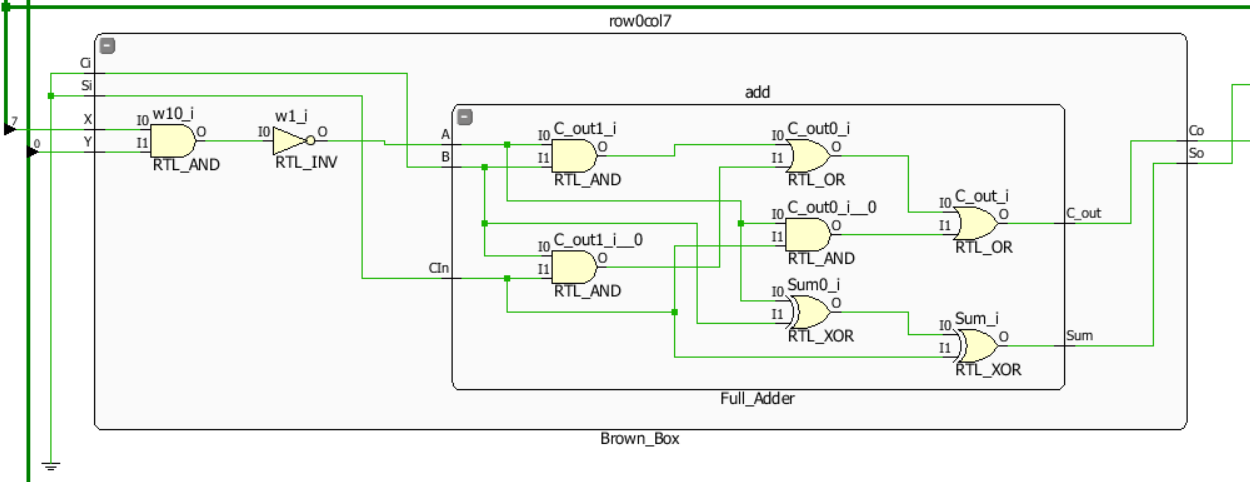 row0col7
Ci
Si
X
Y
7
0
I0 w10_i
I1
O
RTL_AND
w1_i
I0 O
RTL_INV
add
A
B
CIn
I0 C_out1_i
I1
O
RTL_AND
I0 C_out1_i__0
I1
O
RTL_AND
I0 C_out0_i
I1
O
RTL_OR
I0 C_out0_i__0
I1
O
RTL_AND
I0 Sum0_i
I1
O
RTL_XOR
I0 C_out_i
I1
O
RTL_OR
I0 Sum_i
I1
O
RTL_XOR
C_out
Sum
Co
So
Full_Adder
Brown_Box